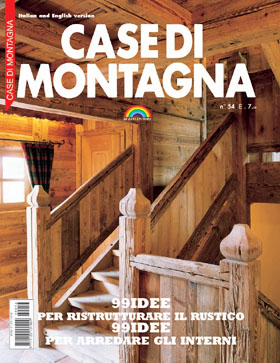 Italian and English version
CASE DI
MONTAGNA
CASE DI MONTAGNA
n° 54 E. 7,
99IDEE
PER RISTRUTTURARE IL RUSTICO
99IDEE
PER ARREDARE GLI INTERNI